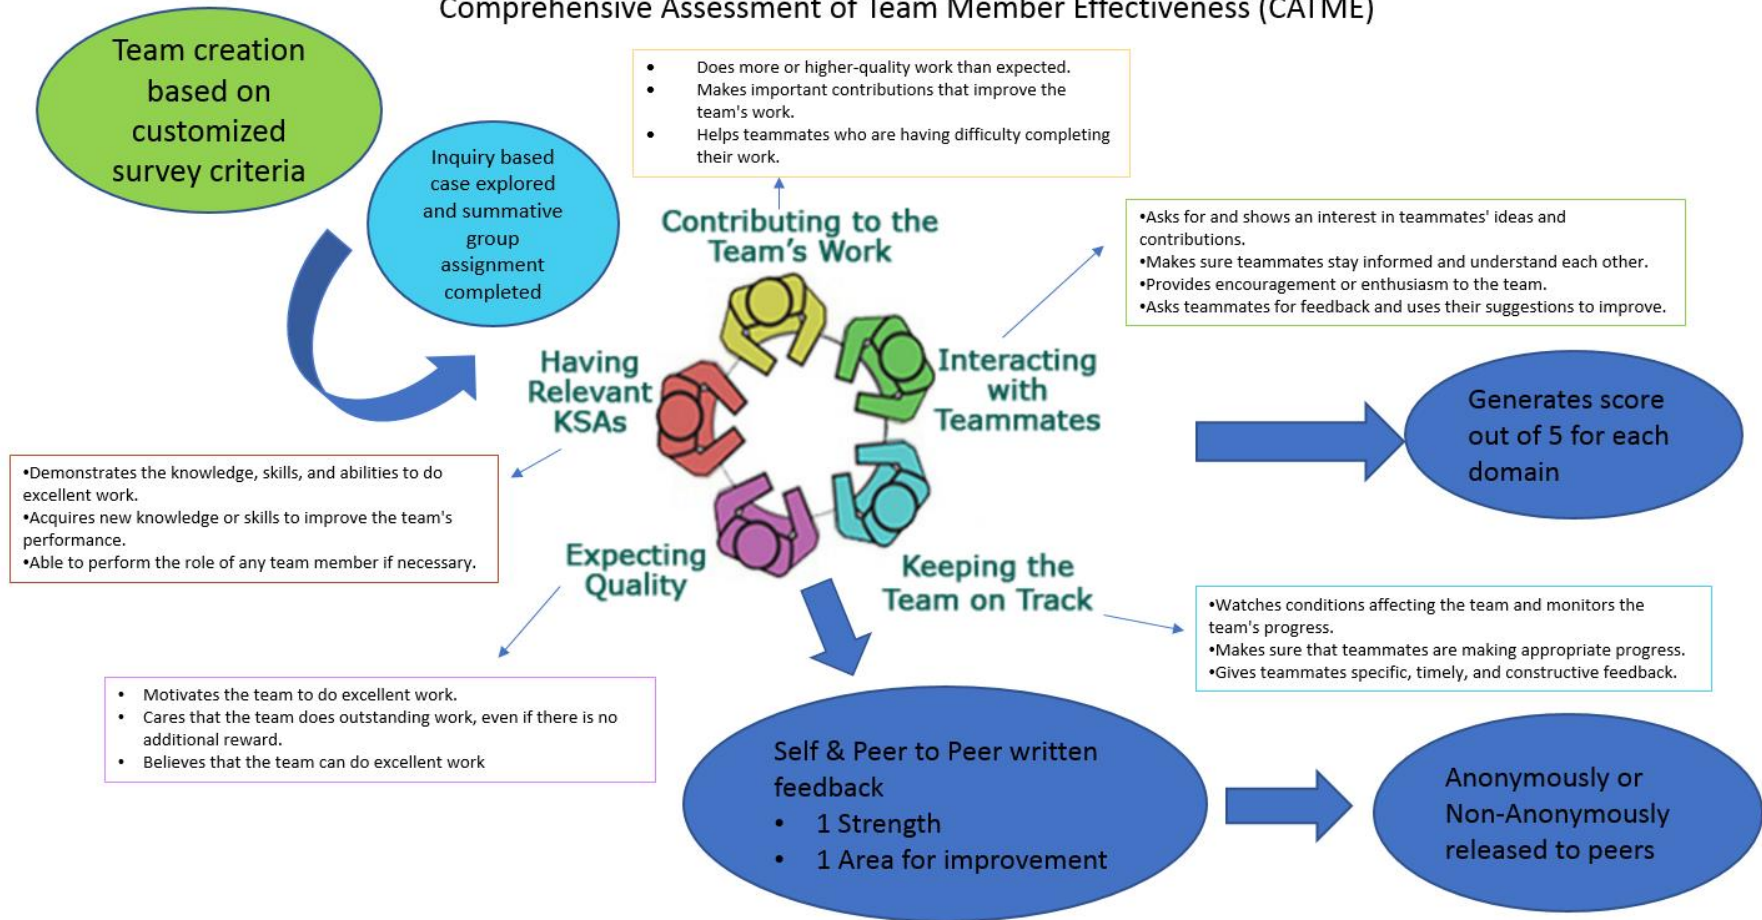 Comprehensive Assessment of Team Member Effectiveness (CATME)
Team creation
based on
customized
survey criteria
Inquiry based
case explored
and summative
group
assignment
completed
• Does more or higher-quality work than expected.
• Makes important contributions that improve the
team's work.
• Helps teammates who are having difficulty completing
their work.
Contributing to the
Team's Work
•Asks for and shows an interest in teammates' ideas and
contributions.
•Makes sure teammates stay informed and understand each other.
•Provides encouragement or enthusiasm to the team.
•Asks teammates for feedback and uses their suggestions to improve.
Having
Relevant
KSAs
Interacting
with
Teammates
Generates score
out of 5 for each
domain
•Demonstrates the knowledge, skills, and abilities to do
excellent work.
•Acquires new knowledge or skills to improve the team's
performance.
•Able to perform the role of any team member if necessary.
Expecting
Quality
Keeping the
Team on Track
•Watches conditions affecting the team and monitors the
team's progress.
•Makes sure that teammates are making appropriate progress.
•Gives teammates specific, timely, and constructive feedback.
• Motivates the team to do excellent work.
• Cares that the team does outstanding work, even if there is no
additional reward.
• Believes that the team can do excellent work
Self & Peer to Peer written
feedback
• 1 Strength
• 1 Area for improvement
Anonymously or
Non-Anonymously
released to peers